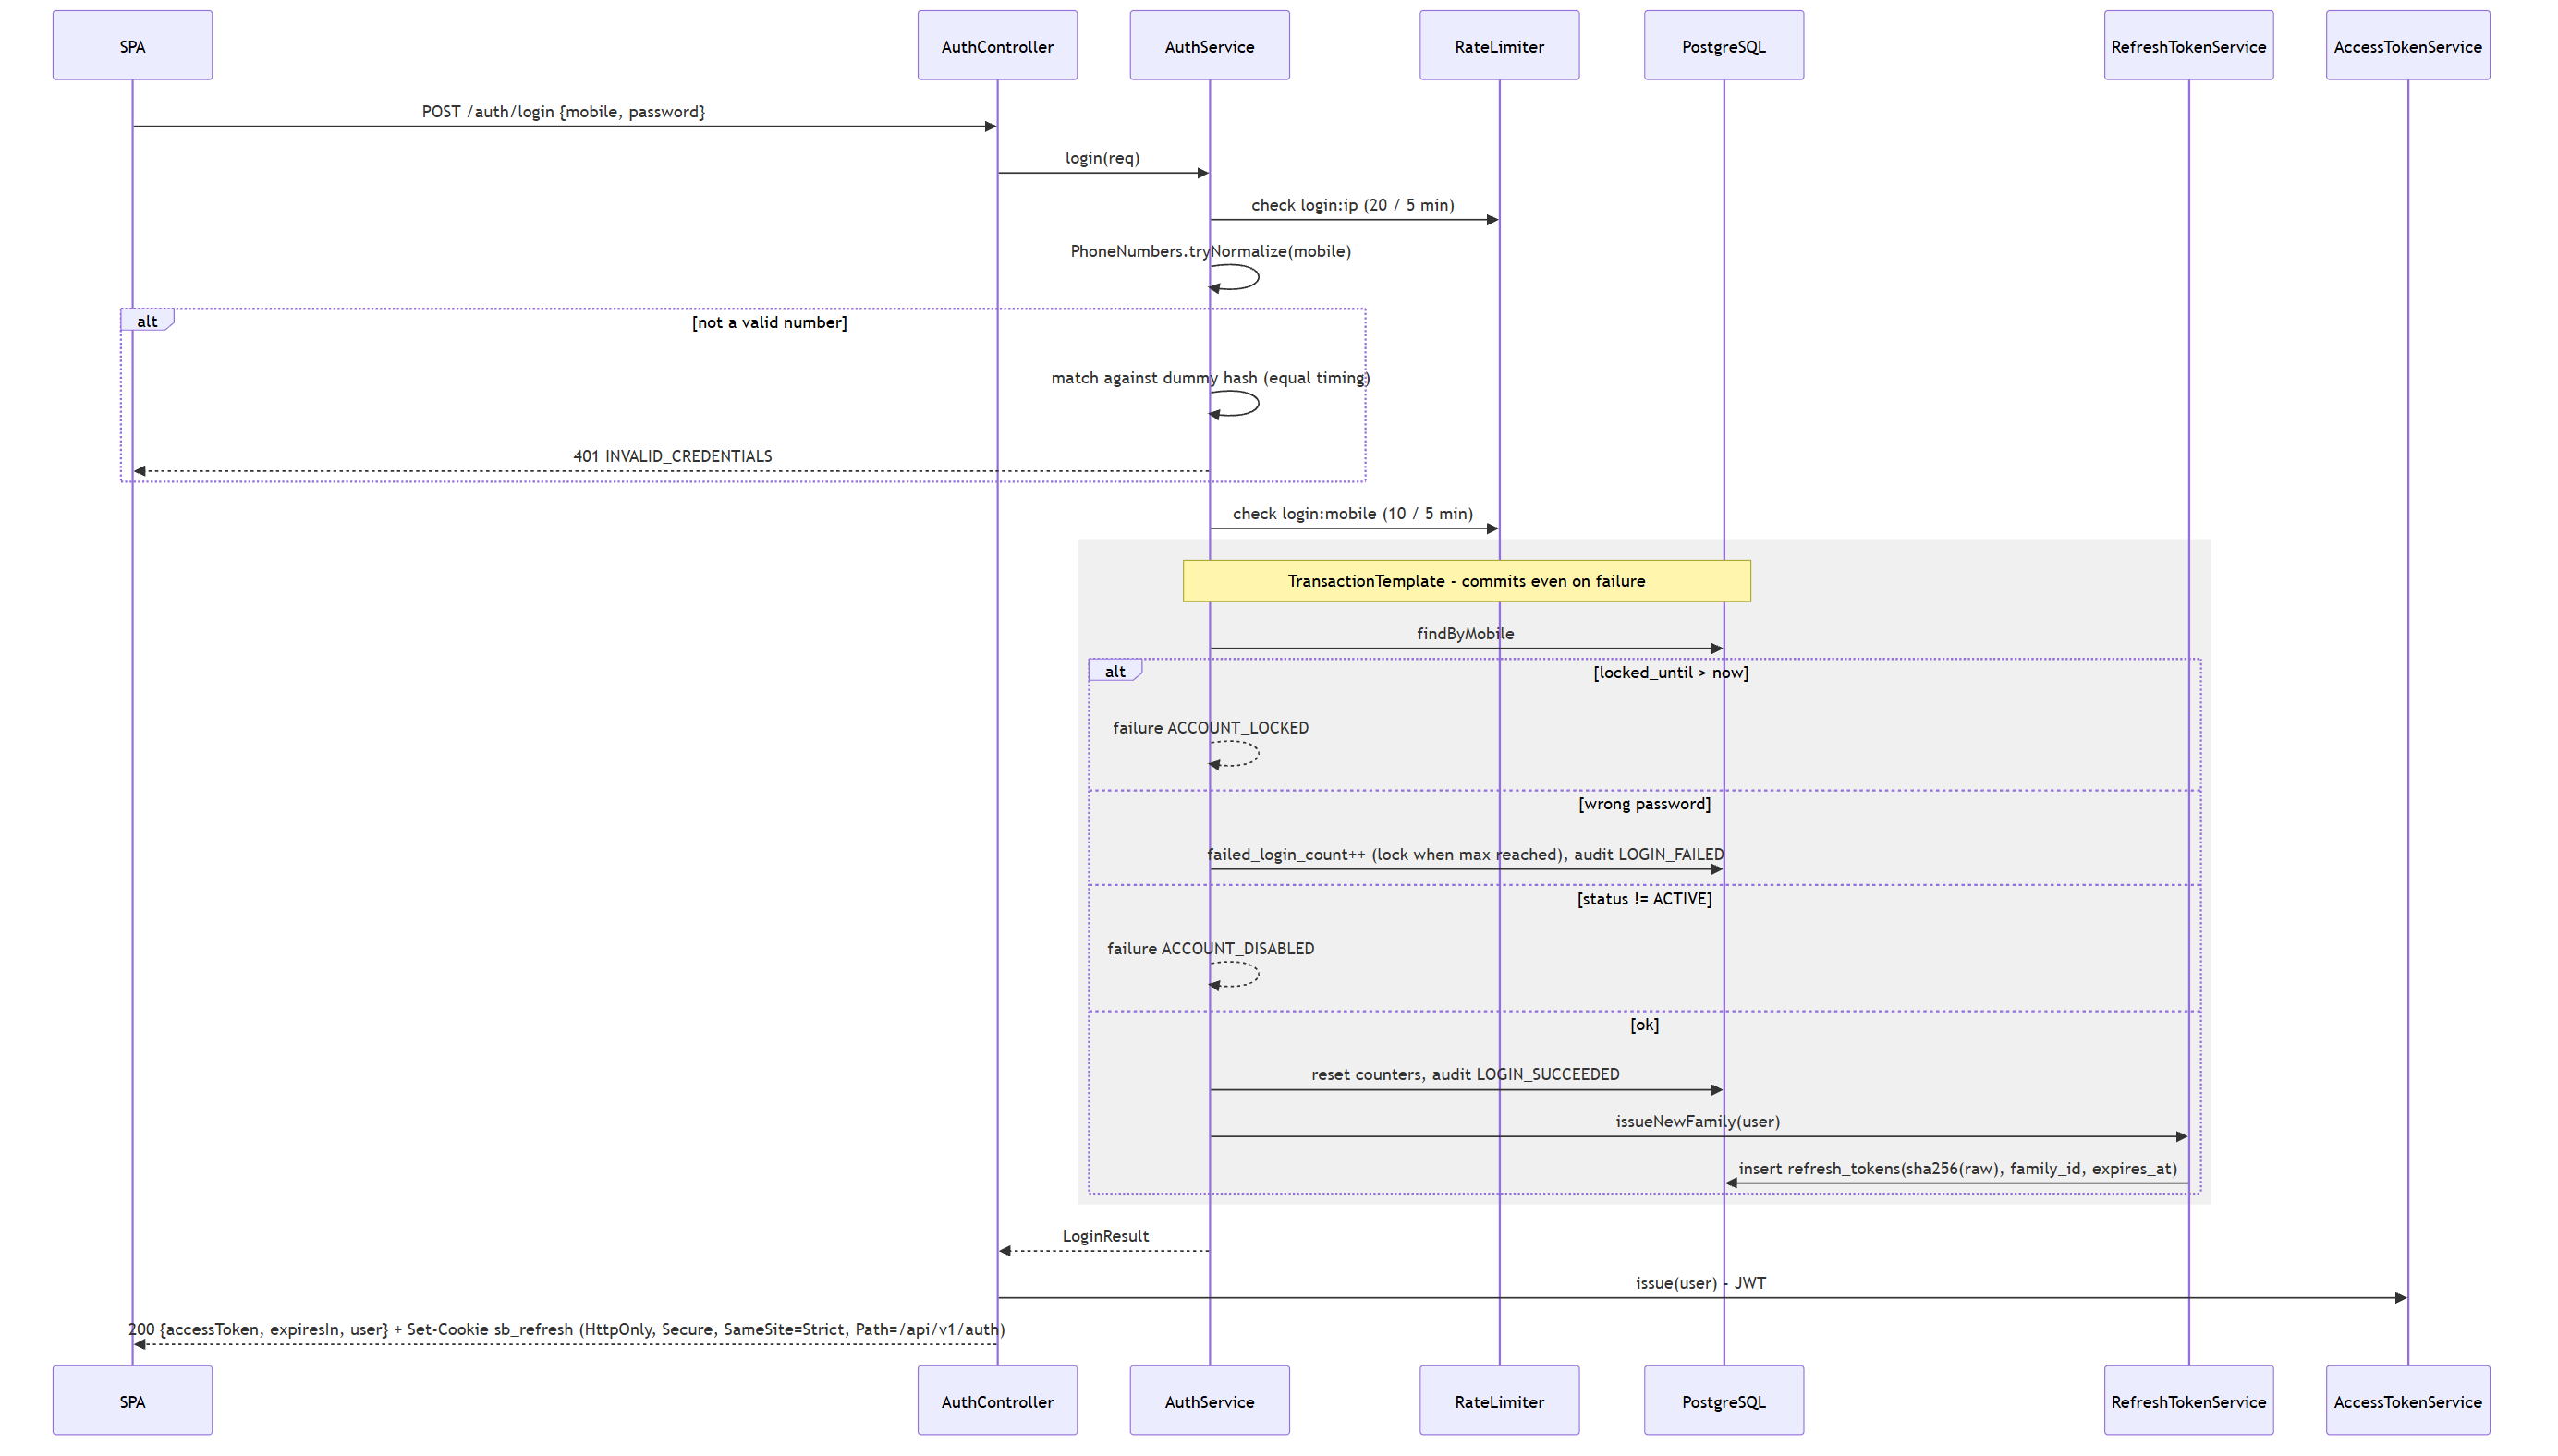 SPA
AuthController
AuthService
RateLimiter
PostgreSQL
RefreshTokenService
AccessTokenService
POST /auth/login {mobile, password}
login(req)
check login:ip (20 / 5 min)
PhoneNumbers.tryNormalize(mobile)
alt
[not a valid number]
match against dummy hash (equal timing)
401 INVALID_CREDENTIALS
check login:mobile (10 / 5 min)
TransactionTemplate - commits even on failure
findByMobile
alt
[locked_until > now]
failure ACCOUNT_LOCKED
[wrong password]
failed_login_count++ (lock when max reached), audit LOGIN_FAILED
[status != ACTIVE]
failure ACCOUNT_DISABLED
[ok]
reset counters, audit LOGIN_SUCCEEDED
issueNewFamily(user)
insert refresh_tokens(sha256(raw), family_id, expires_at)
LoginResult
issue(user) - JWT
200 {accessToken, expiresIn, user} + Set-Cookie sb_refresh (HttpOnly, Secure, SameSite=Strict, Path=/api/v1/auth)
SPA
AuthController
AuthService
RateLimiter
PostgreSQL
RefreshTokenService
AccessTokenService